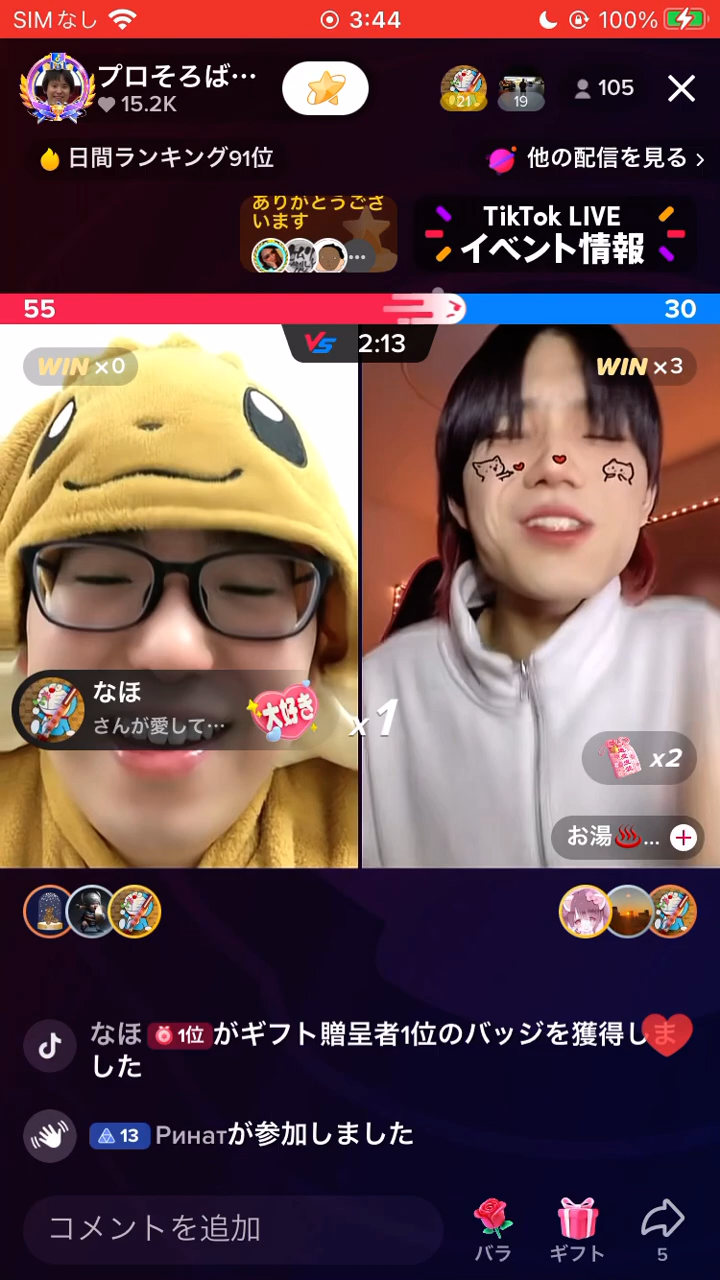 SIMなし 3:44 100%
プロそろば…
15.2K
21 19 105
日間ランキング91位 他の配信を見る
ありがとうござ
います
TikTok LIVE
イベント情報
55 30
WIN x0 VS 2:13 WIN x3
なほ
さんが愛して…
大好き x1
x2
お湯♨️...
なほ 1位 がギフト贈呈者1位のバッジを獲得しま
した
13 Ринатが参加しました
コメントを追加 バラ ギフト 5